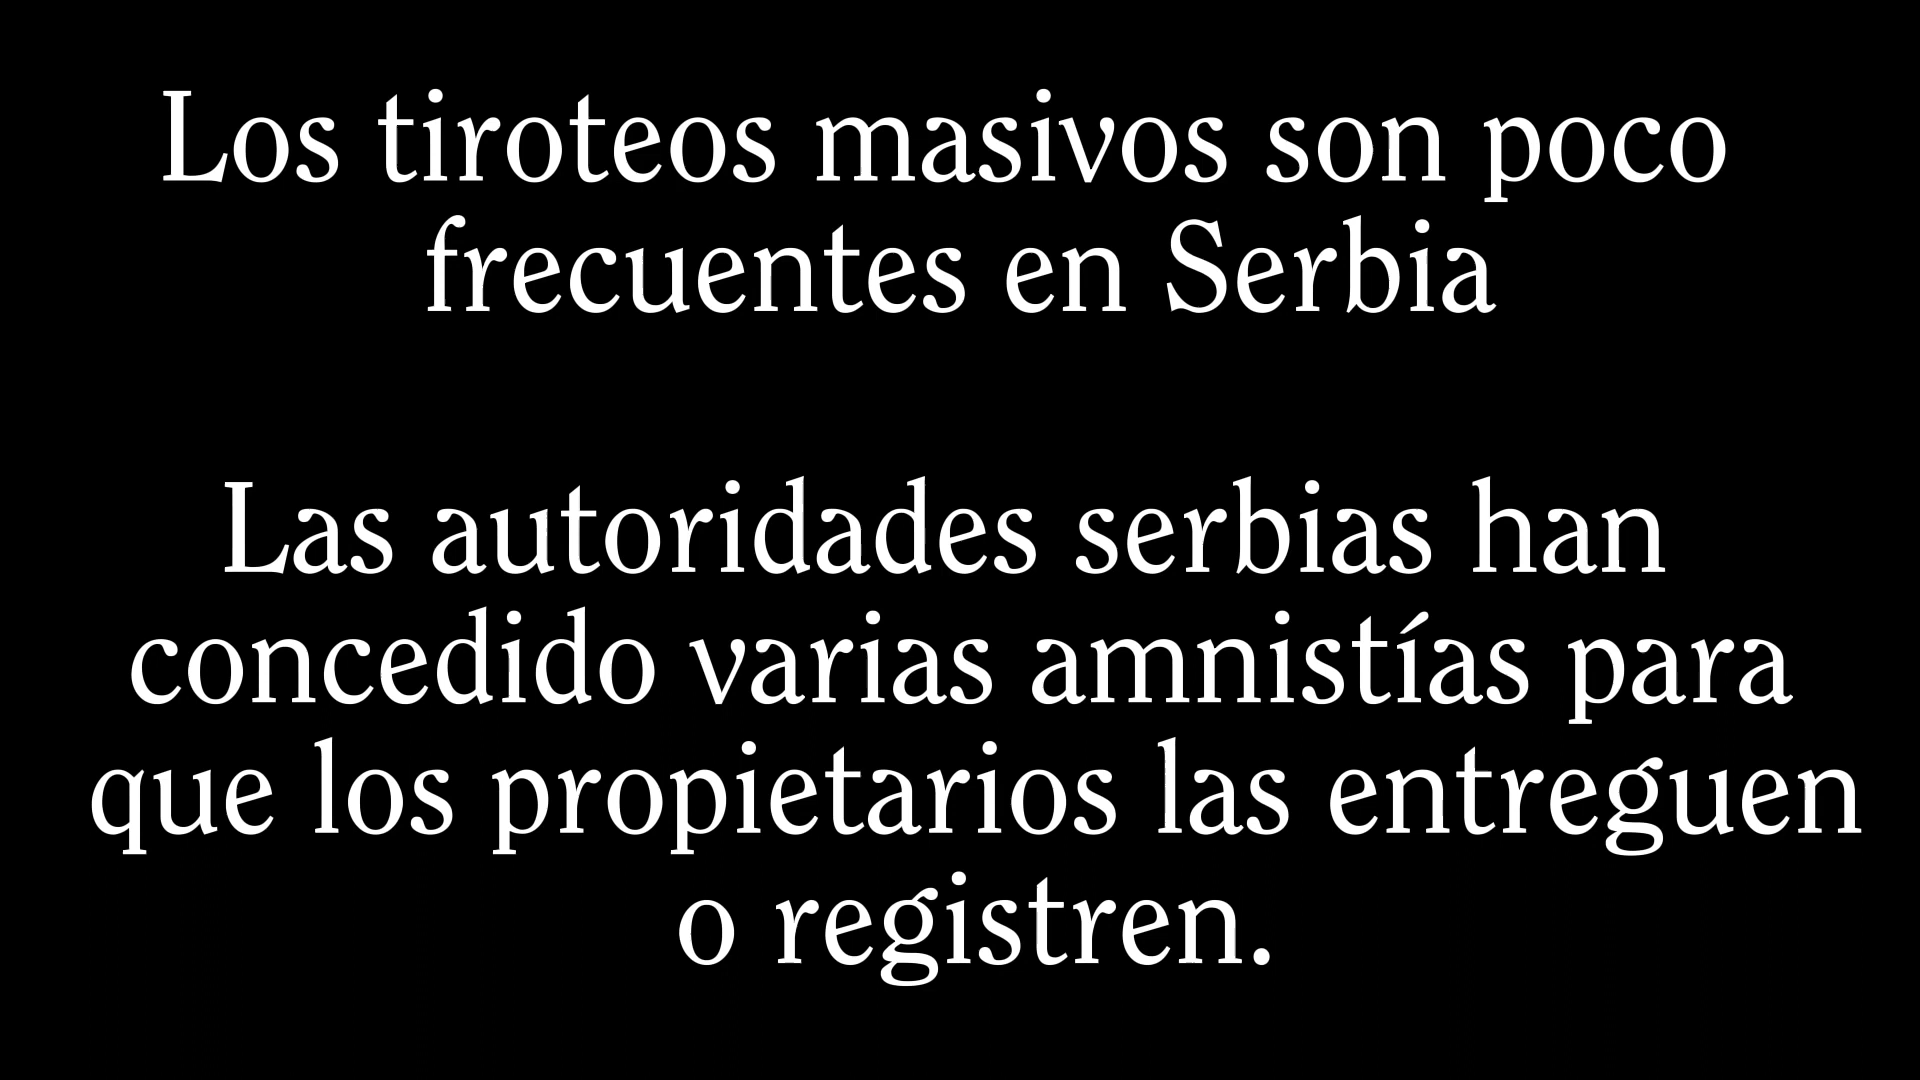 Los tiroteos masivos son poco
frecuentes en Serbia
Las autoridades serbias han
concedido varias amnistías para
que los propietarios las entreguen
o registren.